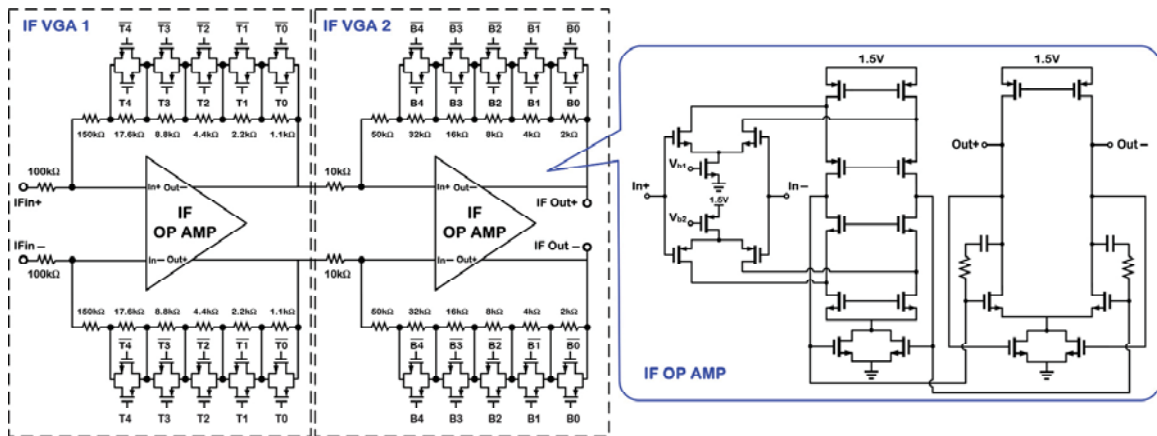 IF VGA 1
IF VGA 2
T4 T3 T2 T1 T0
B4 B3 B2 B1 B0
T4 T3 T2 T1 T0
B4 B3 B2 B1 B0
150kΩ 17.6kΩ 8.8kΩ 4.4kΩ 2.2kΩ 1.1kΩ
50kΩ 32kΩ 16kΩ 8kΩ 4kΩ 2kΩ
100kΩ
10kΩ
IFin+
In+ Out−
In+ Out−
IF
OP AMP
IF
OP AMP
IF Out+
IFin−
IF Out −
In− Out+
In− Out+
100kΩ
10kΩ
150kΩ 17.6kΩ 8.8kΩ 4.4kΩ 2.2kΩ 1.1kΩ
50kΩ 32kΩ 16kΩ 8kΩ 4kΩ 2kΩ
T4 T3 T2 T1 T0
B4 B3 B2 B1 B0
T4 T3 T2 T1 T0
B4 B3 B2 B1 B0
1.5V
1.5V
Vb1
In+
In−
1.5V
Vb2
Out+
Out−
IF OP AMP